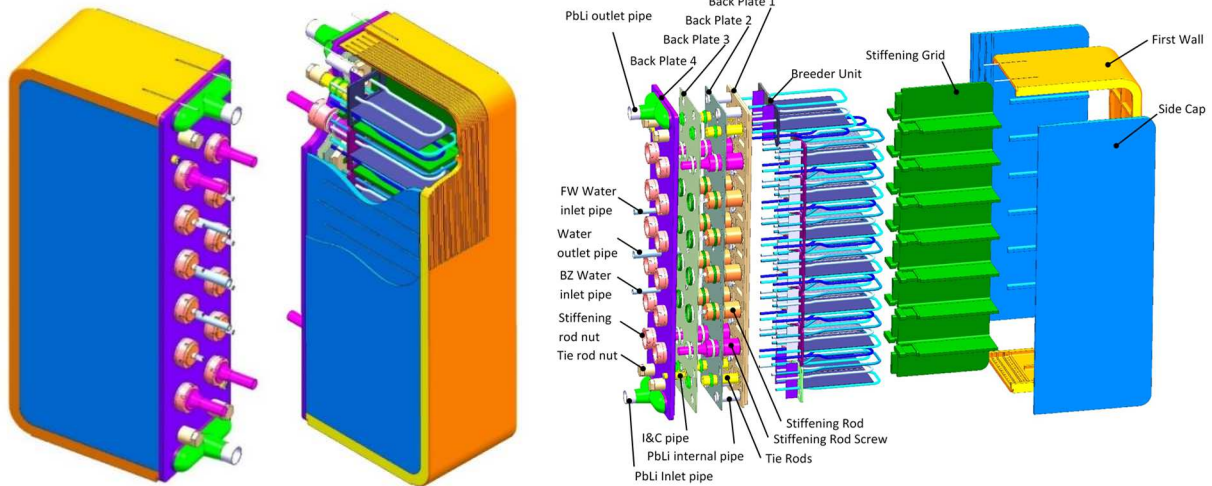 PbLi outlet pipe
Back Plate 1
Back Plate 2
Back Plate 3
Back Plate 4
Breeder Unit
Stiffening Grid
First Wall
Side Cap
FW Water
inlet pipe
Water
outlet pipe
BZ Water
inlet pipe
Stiffening
rod nut
Tie rod nut
Stiffening Rod
Stiffening Rod Screw
Tie Rods
I&C pipe
PbLi internal pipe
PbLi Inlet pipe